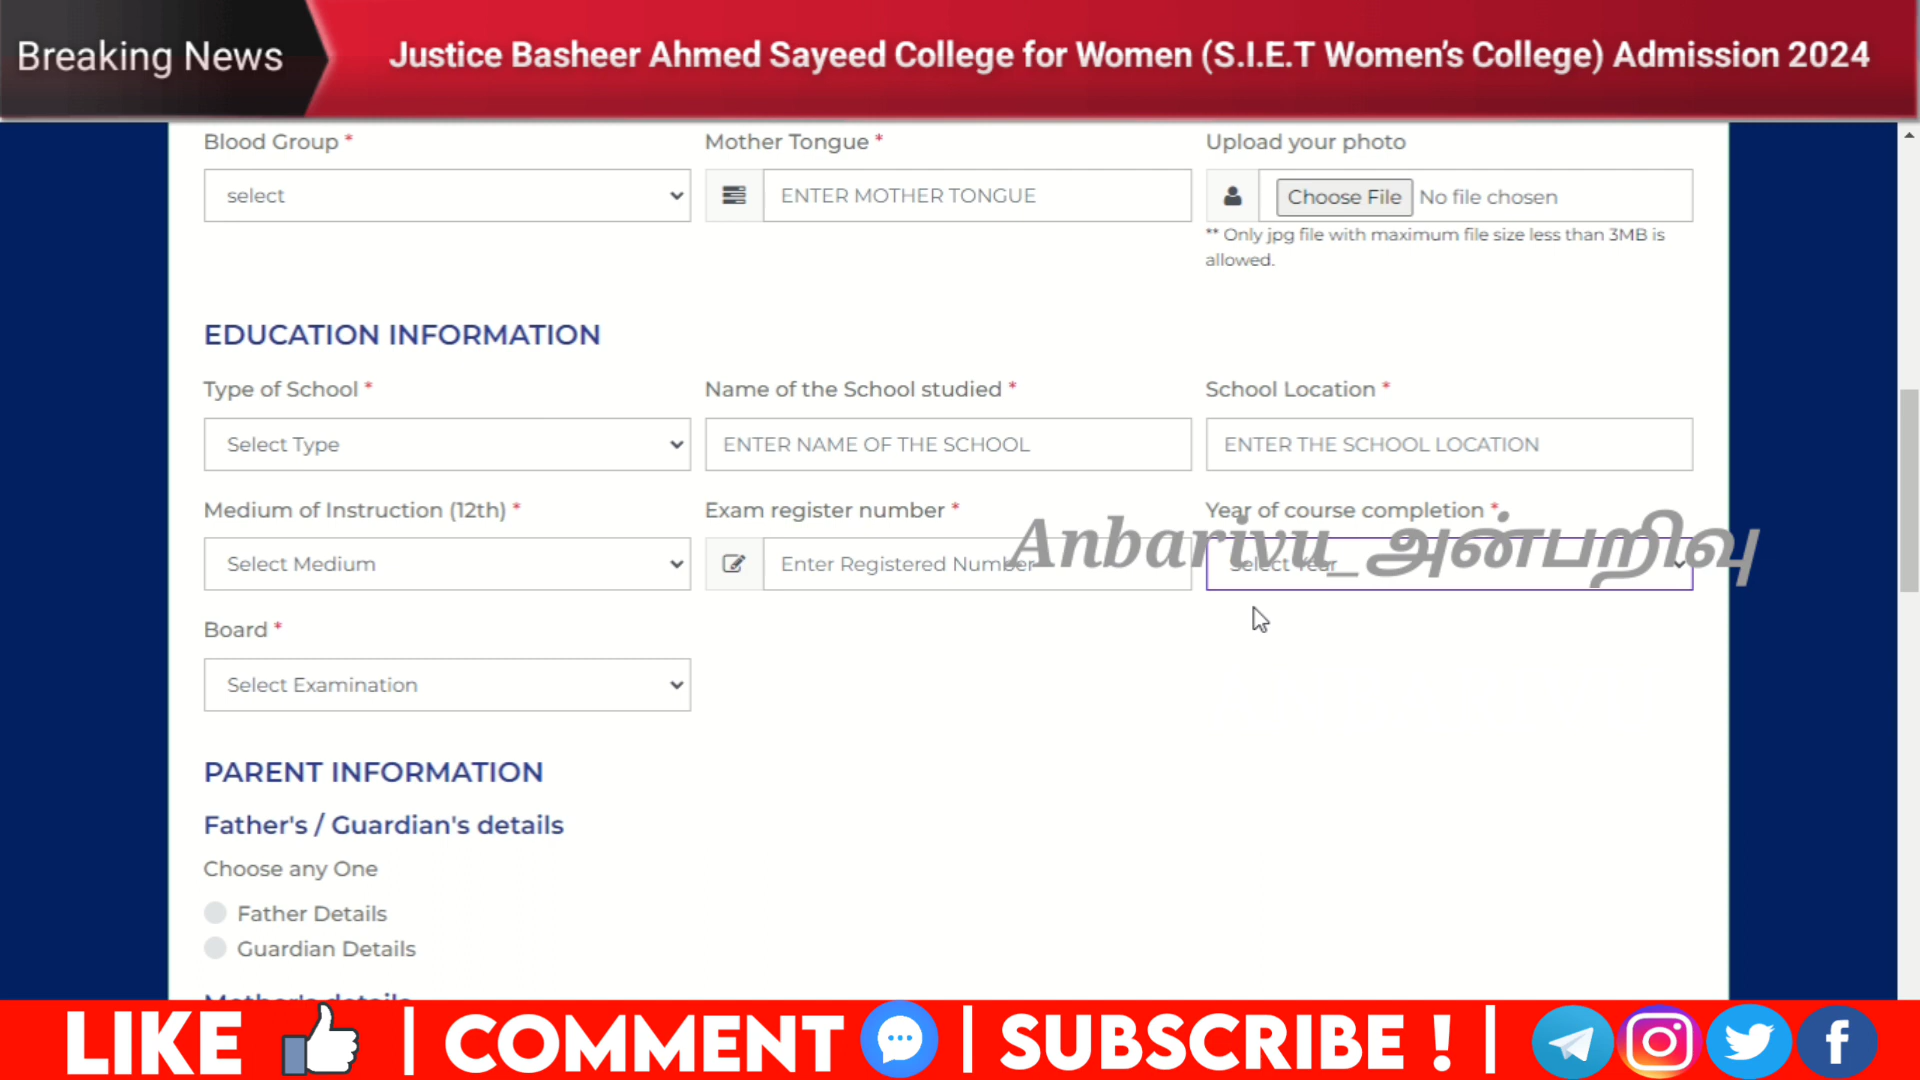 Breaking News
Justice Basheer Ahmed Sayeed College for Women (S.I.E.T Women's College) Admission 2024
Blood Group *
Mother Tongue *
Upload your photo
select
ENTER MOTHER TONGUE
Choose File No file chosen
** Only jpg file with maximum file size less than 3MB is
allowed.
EDUCATION INFORMATION
Type of School *
Name of the School studied *
School Location *
Select Type
ENTER NAME OF THE SCHOOL
ENTER THE SCHOOL LOCATION
Medium of Instruction (12th) *
Exam register number *
Year of course completion *
Select Medium
Enter Registered Number
Select Year
Anbarivu_அன்பறிவு
Board *
Select Examination
PARENT INFORMATION
Father's / Guardian's details
Choose any One
Father Details
Guardian Details
Mother's details
LIKE | COMMENT | SUBSCRIBE ! |